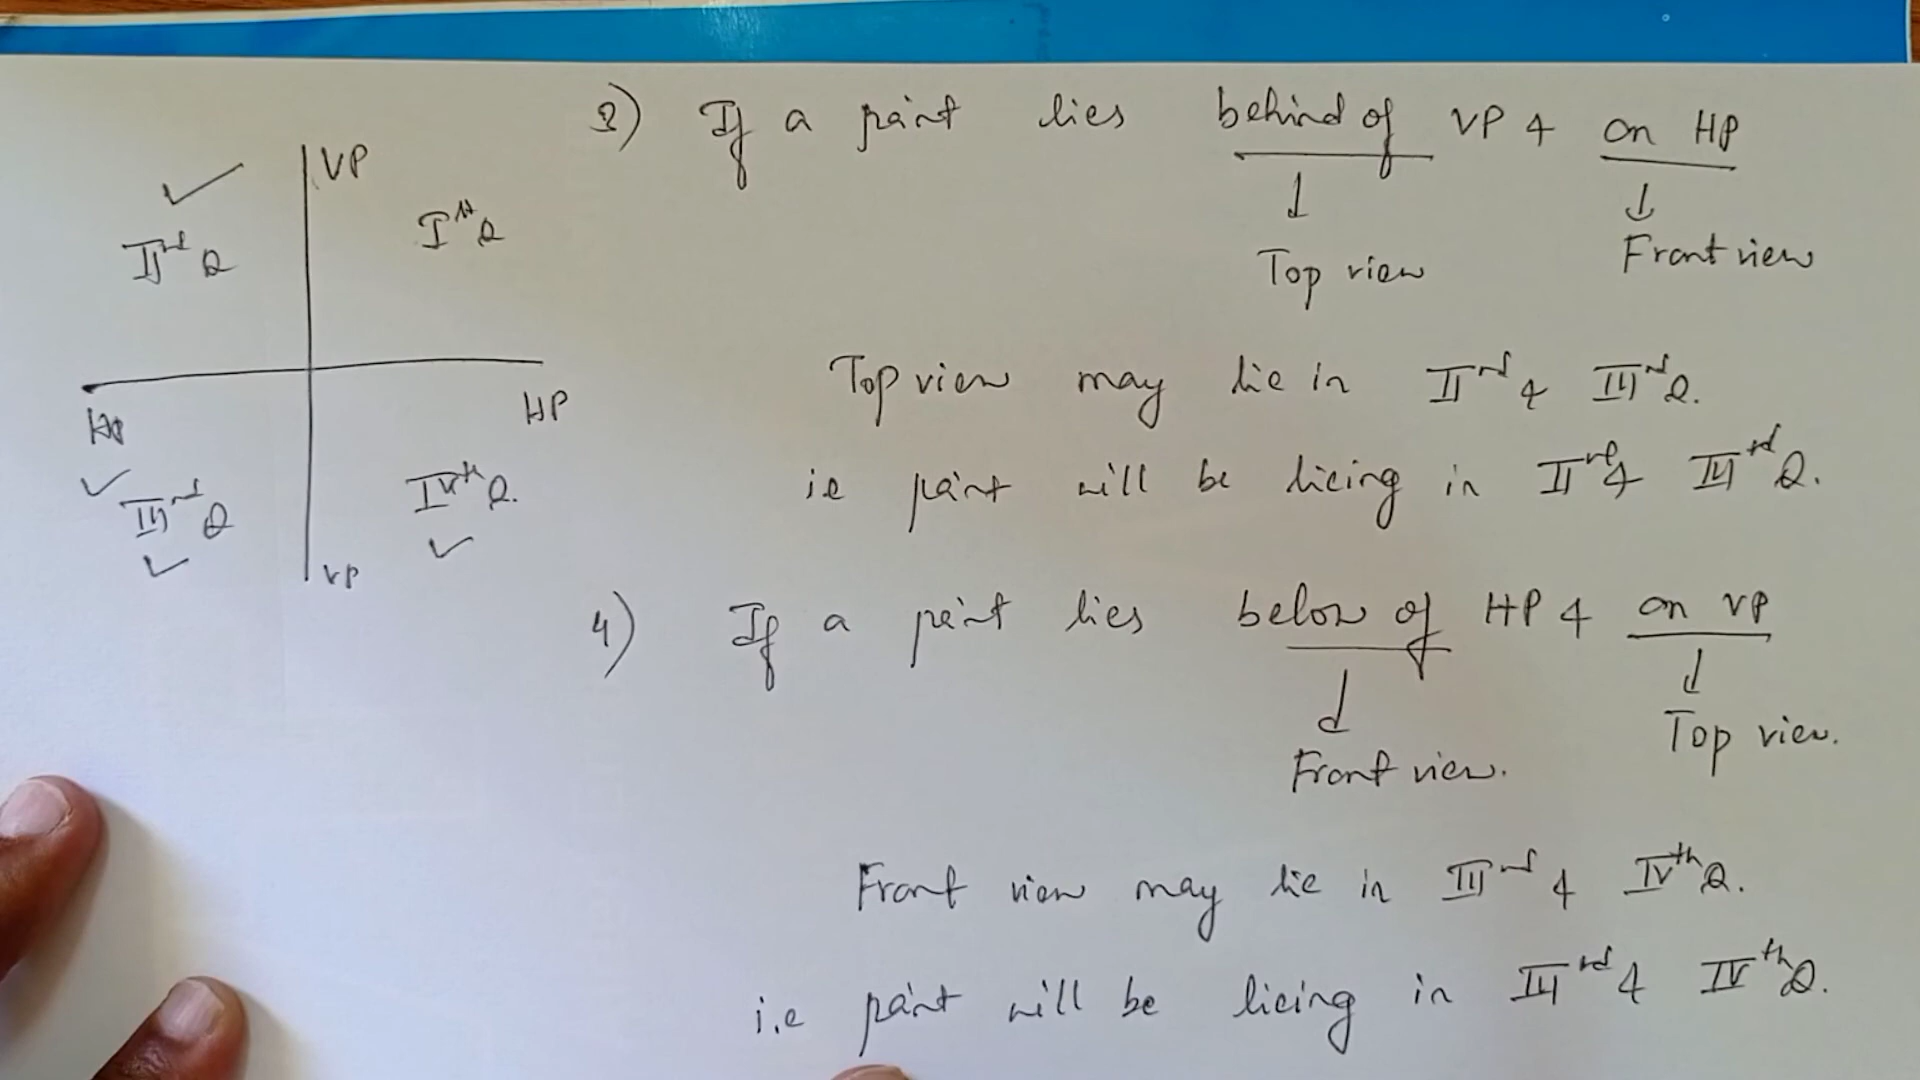 VP
IInd Q
Ist Q
HP
IIIrd Q
IVth Q.
VP
3) If a point lies behind of VP & on HP
↓ ↓
Top view Front view
Top view may lie in IInd & IIIrd Q.
i.e point will be licing in IInd & IIIrd Q.
4) If a point lies below of HP & on VP
↓ ↓
Front view. Top view.
Front view may lie in IIIrd & IVth Q.
i.e point will be licing in IIIrd & IVth Q.